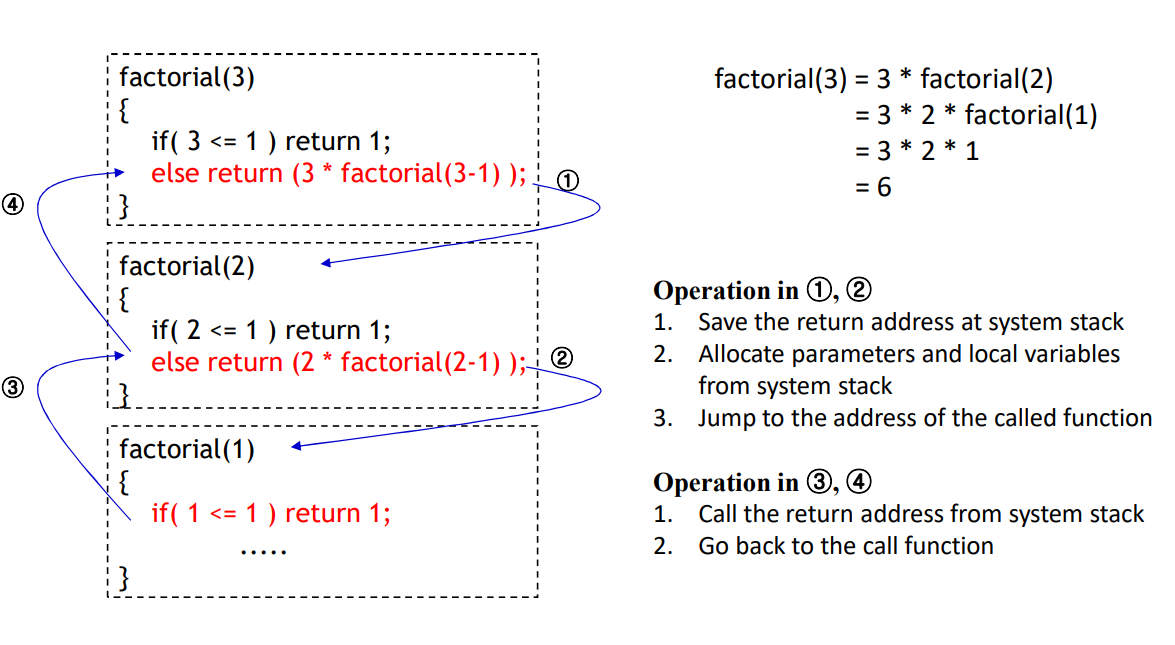 factorial(3)
{
if( 3 <= 1 ) return 1;
else return (3 * factorial(3-1) );
}
①
④
factorial(2)
{
if( 2 <= 1 ) return 1;
else return (2 * factorial(2-1) );
}
②
③
factorial(1)
{
if( 1 <= 1 ) return 1;
.....
}
factorial(3) = 3 * factorial(2)
= 3 * 2 * factorial(1)
= 3 * 2 * 1
= 6
Operation in ①, ②
1. Save the return address at system stack
2. Allocate parameters and local variables
from system stack
3. Jump to the address of the called function
Operation in ③, ④
1. Call the return address from system stack
2. Go back to the call function